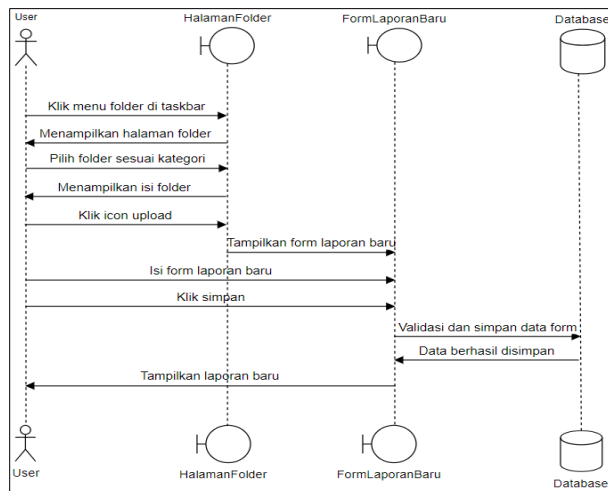 User
HalamanFolder
FormLaporanBaru
Database
Klik menu folder di taskbar
Menampilkan halaman folder
Pilih folder sesuai kategori
Menampilkan isi folder
Klik icon upload
Tampilkan form laporan baru
Isi form laporan baru
Klik simpan
Validasi dan simpan data form
Data berhasil disimpan
Tampilkan laporan baru
User
HalamanFolder
FormLaporanBaru
Database